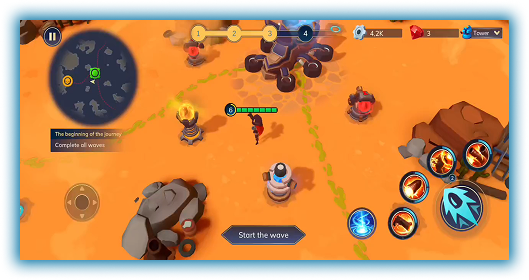 1 2 3 4
4.2K
3
Tower
The beginning of the journey
Complete all waves
6
2
Start the wave